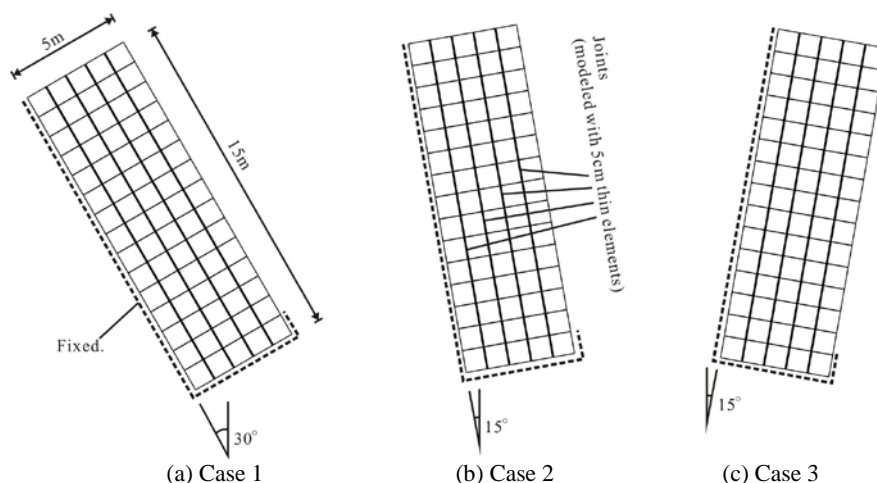 5m
15m
Fixed.
30°
(a) Case 1
Joints
(modeled with 5cm thin elements)
15°
(b) Case 2
15°
(c) Case 3